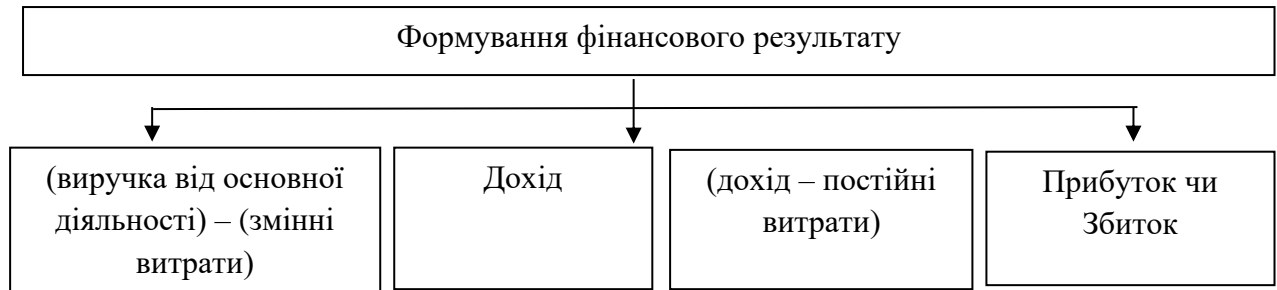 Формування фінансового результату
(виручка від основної
діяльності) – (змінні
витрати)
Дохід
(дохід – постійні
витрати)
Прибуток чи
Збиток